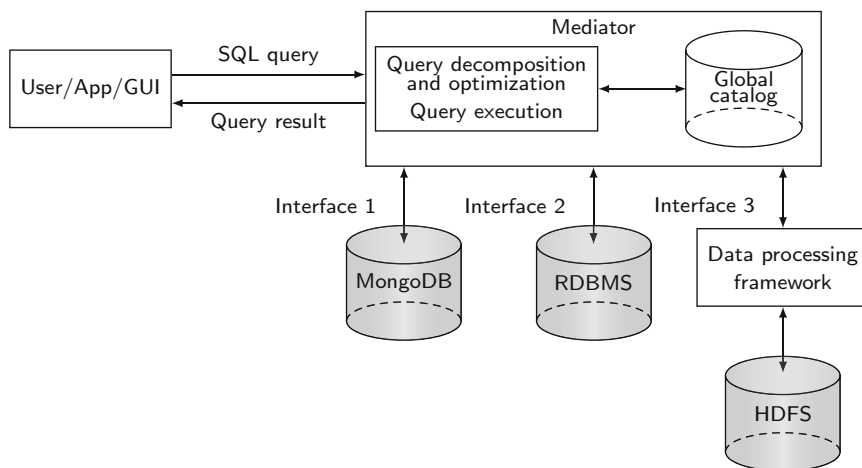 Mediator
SQL query
User/App/GUI
Query result
Query decomposition
and optimization
Query execution
Global
catalog
Interface 1
Interface 2
Interface 3
MongoDB
RDBMS
Data processing
framework
HDFS